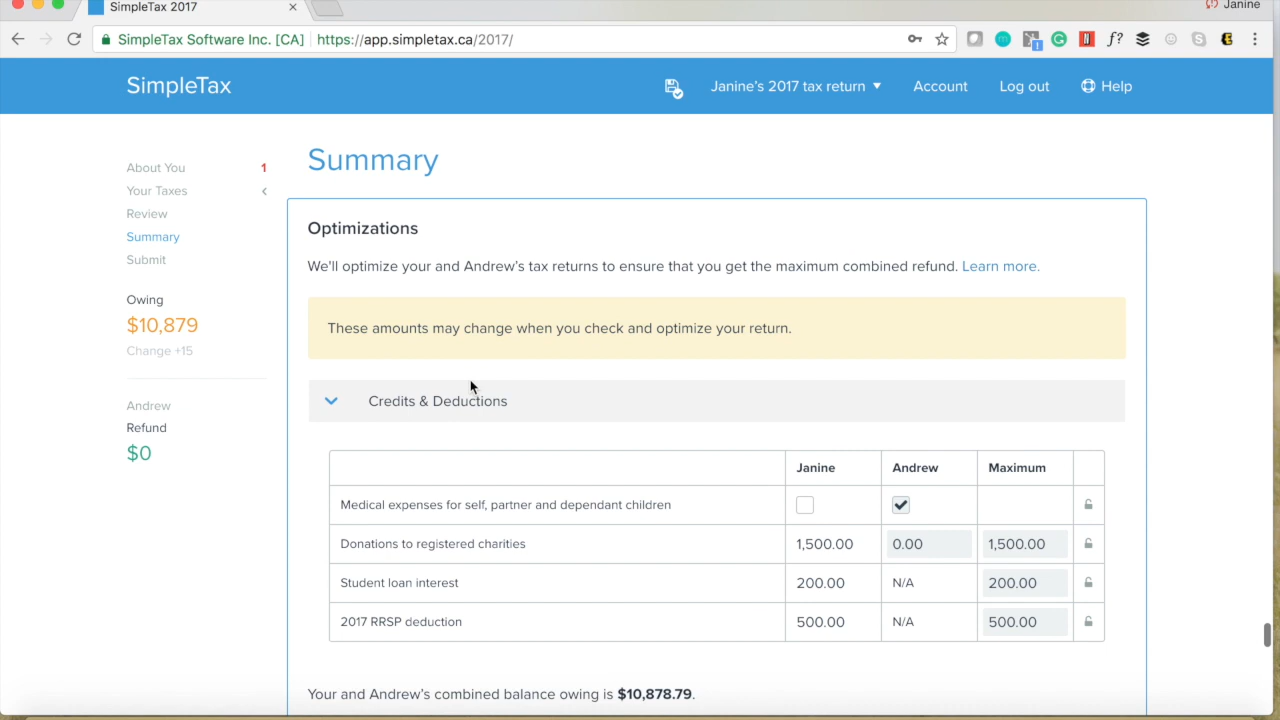 SimpleTax 2017
Janine
SimpleTax Software Inc. [CA] https://app.simpletax.ca/2017/
SimpleTax
Janine's 2017 tax return
Account
Log out
Help
About You 1
Your Taxes
Review
Summary
Submit
Owing
$10,879
Change +15
Andrew
Refund
$0
Summary
Optimizations
We'll optimize your and Andrew's tax returns to ensure that you get the maximum combined refund. Learn more.
These amounts may change when you check and optimize your return.
Credits & Deductions
Janine Andrew Maximum
Medical expenses for self, partner and dependant children
Donations to registered charities 1,500.00 0.00 1,500.00
Student loan interest 200.00 N/A 200.00
2017 RRSP deduction 500.00 N/A 500.00
Your and Andrew's combined balance owing is $10,878.79.